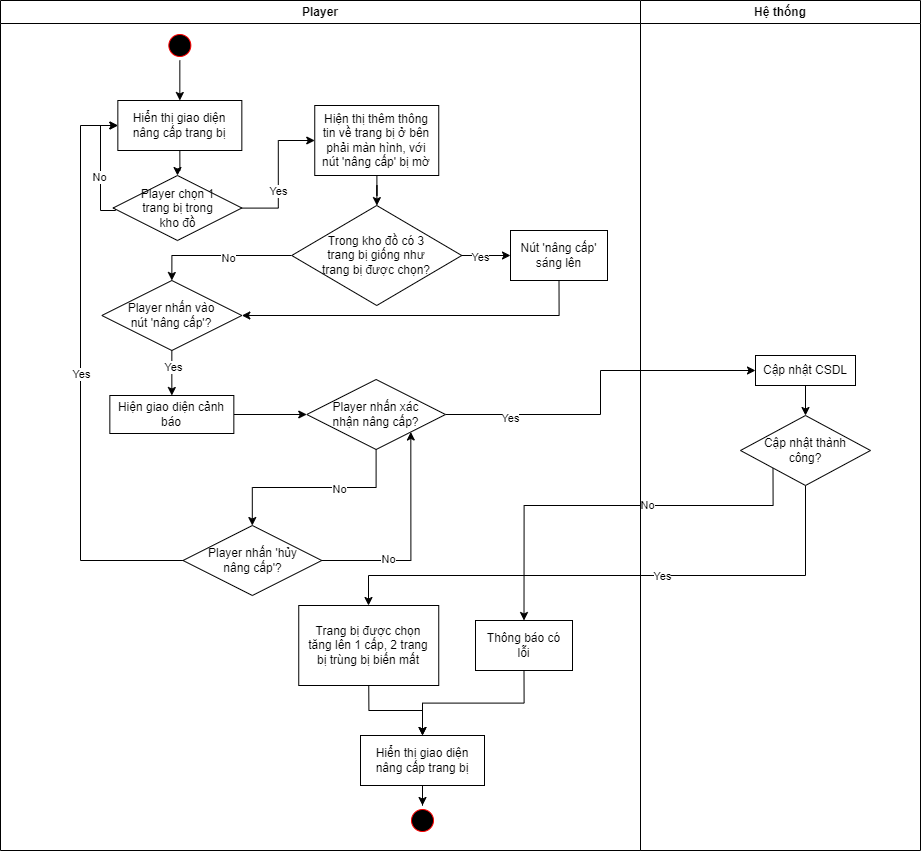 Player
Hệ thống
Hiển thị giao diện
nâng cấp trang bị
Hiện thị thêm thông
tin về trang bị ở bên
phải màn hình, với
nút 'nâng cấp' bị mờ
No
Player chọn 1
trang bị trong
kho đồ
Yes
Trong kho đồ có 3
trang bị giống như
trang bị được chọn?
No
Yes
Nút 'nâng cấp'
sáng lên
Player nhấn vào
nút 'nâng cấp'?
Yes
Yes
Hiện giao diện cảnh
báo
Player nhấn xác
nhận nâng cấp?
Yes
Cập nhật CSDL
Cập nhật thành
công?
No
No
Player nhấn 'hủy
nâng cấp'?
No
Yes
Trang bị được chọn
tăng lên 1 cấp, 2 trang
bị trùng bị biến mất
Thông báo có
lỗi
Hiển thị giao diện
nâng cấp trang bị